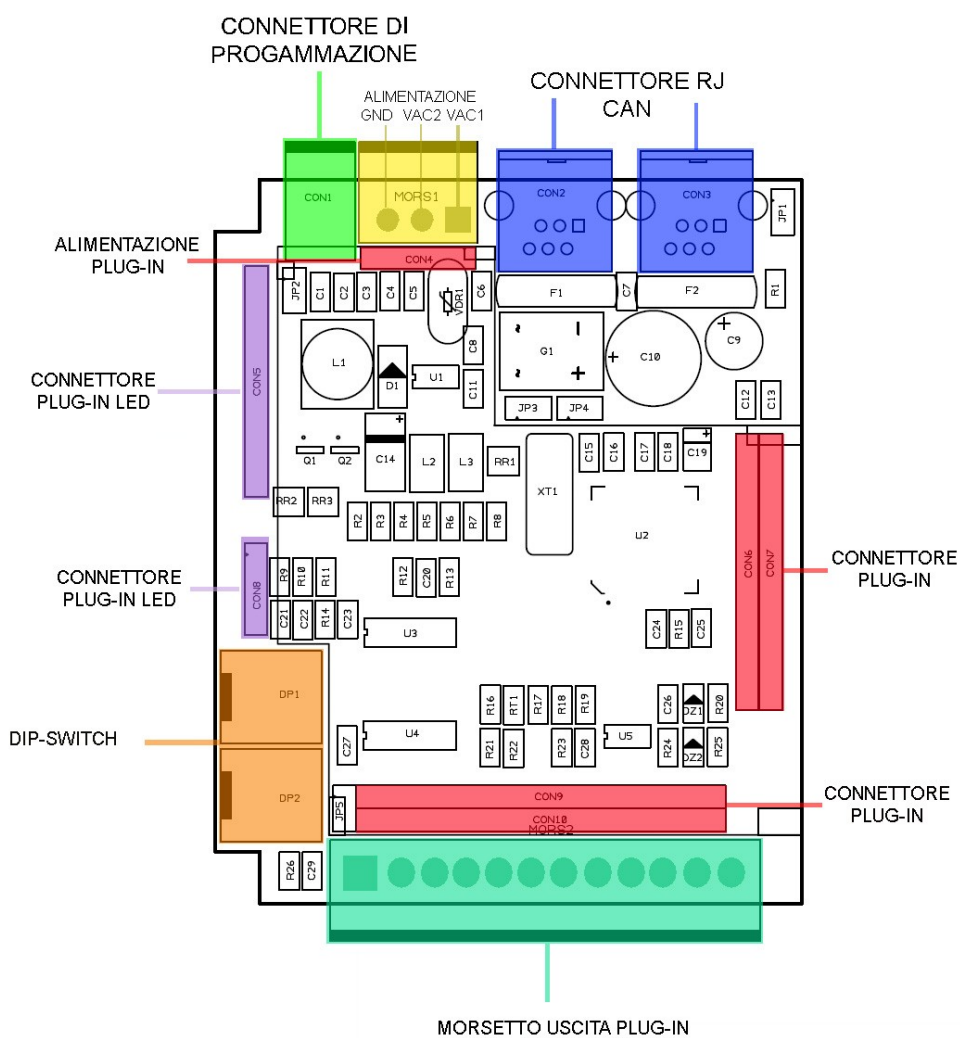 CONNETTORE DI
PROGAMMAZIONE
ALIMENTAZIONE
GND VAC2 VAC1
CONNETTORE RJ
CAN
CON1
MORS1
CON2
CON3
JP1
ALIMENTAZIONE
PLUG-IN
CON4
JP2
C1
C2
C3
C4
C5
VDR1
C6
F1
C7
F2
R1
CONNETTORE
PLUG-IN LED
CON5
L1
D1
U1
C8
C11
G1
C10
C9
JP3
JP4
C12
C13
Q1
Q2
C14
L2
L3
RR1
XT1
C15
C16
C17
C18
C19
RR2
RR3
R2
R3
R4
R5
R6
R7
R8
U2
CON6
CON7
CONNETTORE
PLUG-IN
CONNETTORE
PLUG-IN LED
CON8
R9
R10
R11
R12
C20
R13
C21
C22
R14
C23
U3
C24
R15
C25
DIP-SWITCH
DP1
R16
RT1
R17
R18
R19
C26
DZ1
R20
C27
U4
R21
R22
R23
C28
U5
R24
DZ2
R25
DP2
JP5
CON9
CON10
MORS2
CONNETTORE
PLUG-IN
R26
C29
MORSETTO USCITA PLUG-IN